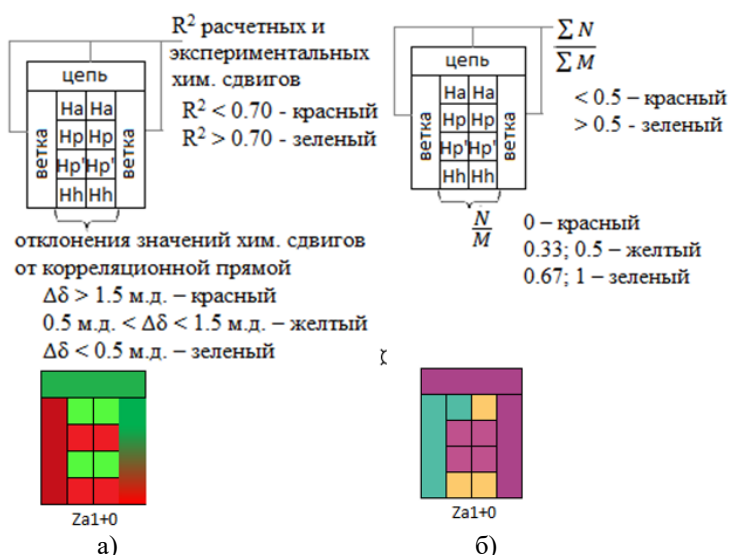 R² расчетных и
экспериментальных
хим. сдвигов
R² < 0.70 - красный
R² > 0.70 - зеленый
цепь
ветка
Ha Ha
Hp Hp
Hp' Hp'
Hh Hh
ветка
отклонения значений хим. сдвигов
от корреляционной прямой
Δδ > 1.5 м.д. – красный
0.5 м.д. < Δδ < 1.5 м.д. – желтый
Δδ < 0.5 м.д. – зеленый
Za1+0
а)
∑ N
∑ M
< 0.5 – красный
> 0.5 - зеленый
цепь
ветка
Ha Ha
Hp Hp
Hp' Hp'
Hh Hh
ветка
N
M
0 – красный
0.33; 0.5 – желтый
0.67; 1 – зеленый
Za1+0
б)